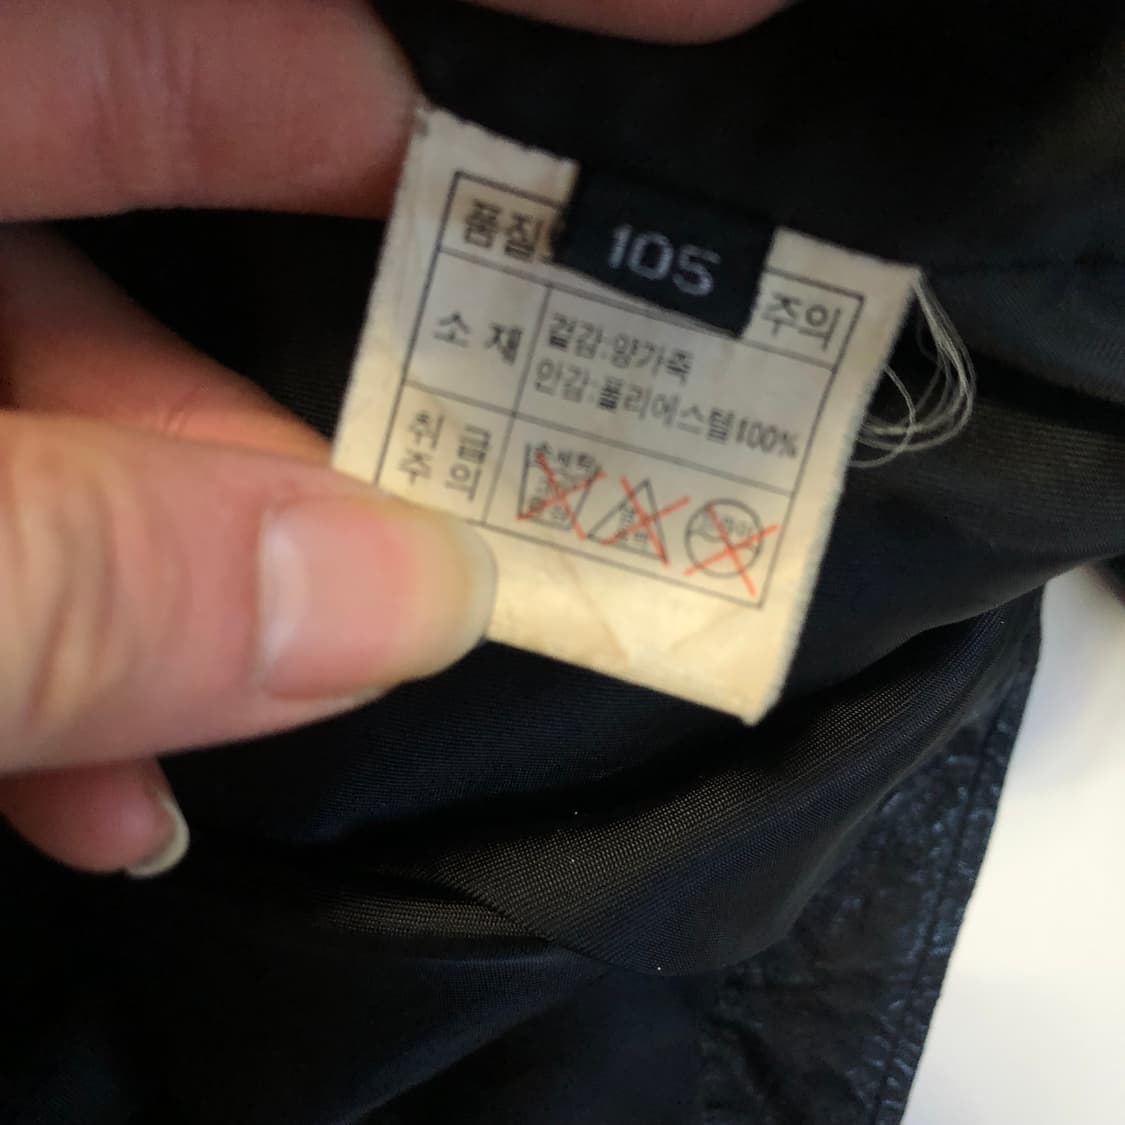 품질 105 주의
소재
겉감:양가죽
안감:폴리에스텔100%
취급
주의